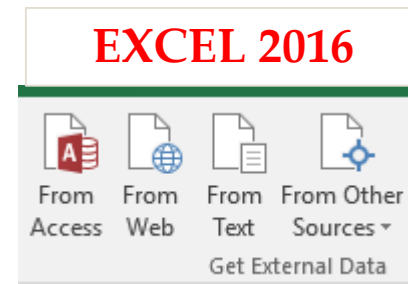 EXCEL 2016
A
From Access
From Web
From Text
From Other Sources
Get External Data